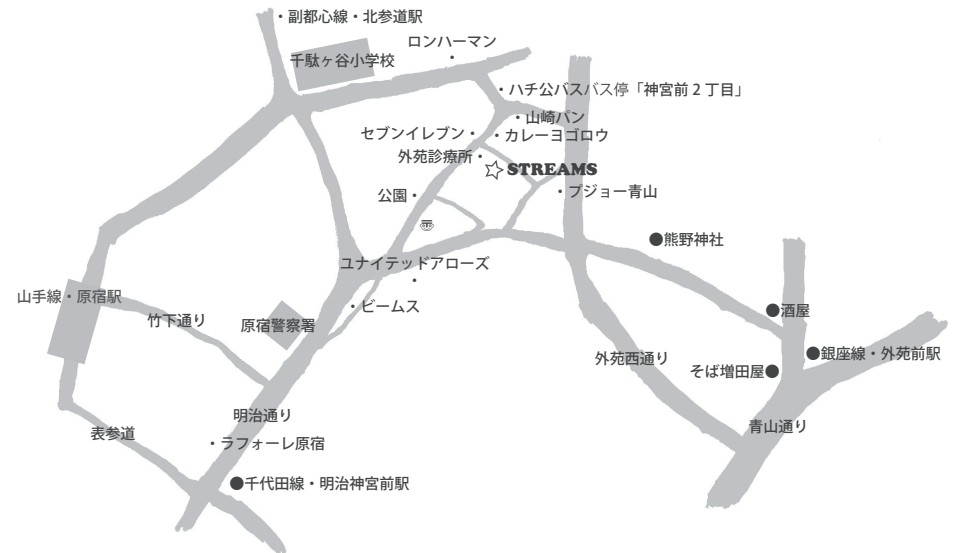 ・副都心線・北参道駅
ロンハーマン
・
千駄ヶ谷小学校
・ハチ公バスバス停「神宮前２丁目」
・山崎パン
セブンイレブン・
・カレーヨゴロウ
外苑診療所・
☆STREAMS
・プジョー青山
公園・
〠
●熊野神社
ユナイテッドアローズ
・
山手線・原宿駅
・ビームス
●酒屋
竹下通り
原宿警察署
●銀座線・外苑前駅
外苑西通り
そば増田屋●
明治通り
青山通り
表参道
・ラフォーレ原宿
●千代田線・明治神宮前駅